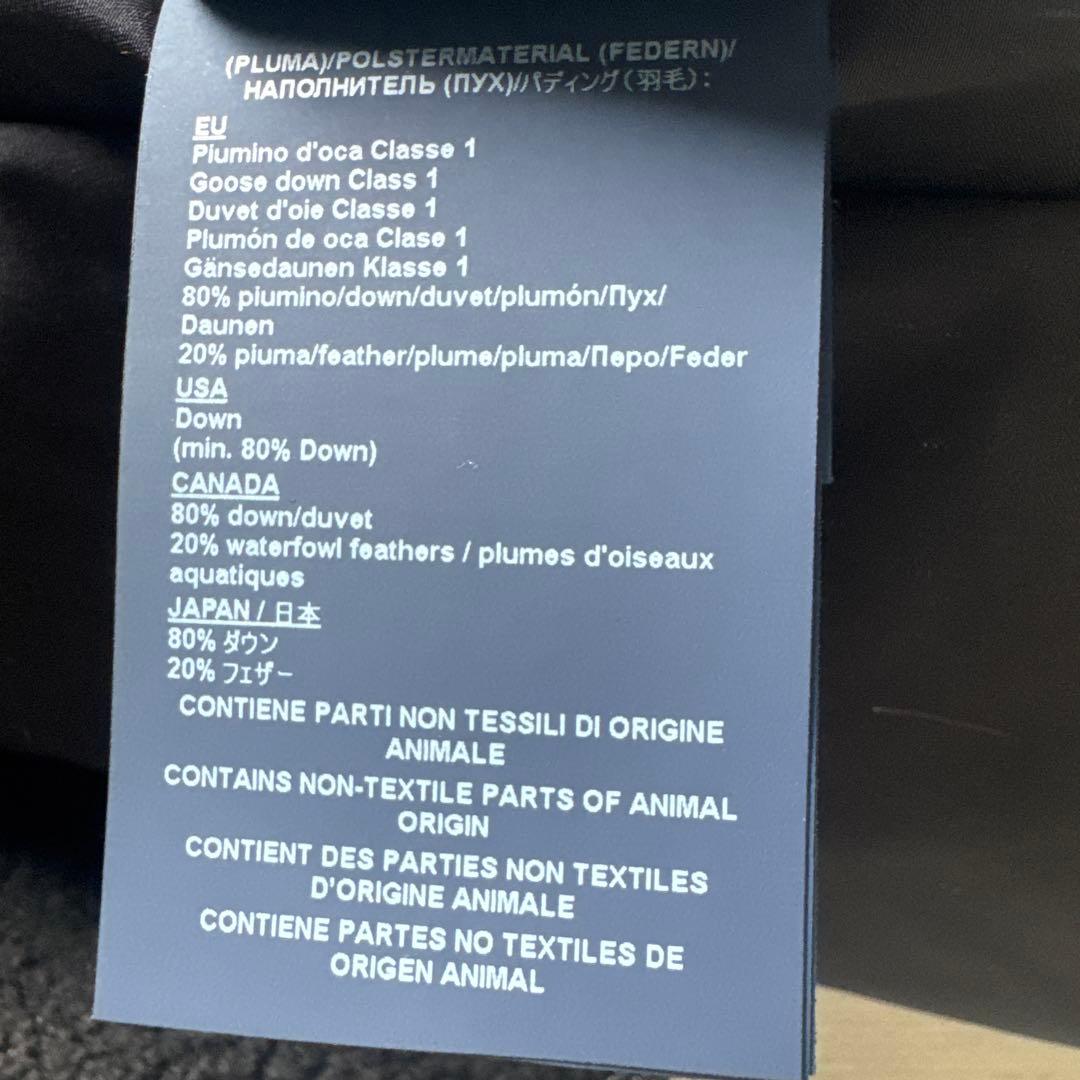 (PLUMA)/POLSTERMATERIAL (FEDERN)/
НАПОЛНИТЕЛЬ (ПУХ)/パディング(羽毛):
EU
Piumino d'oca Classe 1
Goose down Class 1
Duvet d'oie Classe 1
Plumón de oca Clase 1
Gänsedaunen Klasse 1
80% piumino/down/duvet/plumón/Пух/
Daunen
20% piuma/feather/plume/pluma/Перо/Feder
USA
Down
(min. 80% Down)
CANADA
80% down/duvet
20% waterfowl feathers / plumes d'oiseaux
aquatiques
JAPAN / 日本
80% ダウン
20% フェザー
CONTIENE PARTI NON TESSILI DI ORIGINE
ANIMALE
CONTAINS NON-TEXTILE PARTS OF ANIMAL
ORIGIN
CONTIENT DES PARTIES NON TEXTILES
D'ORIGINE ANIMALE
CONTIENE PARTES NO TEXTILES DE
ORIGEN ANIMAL